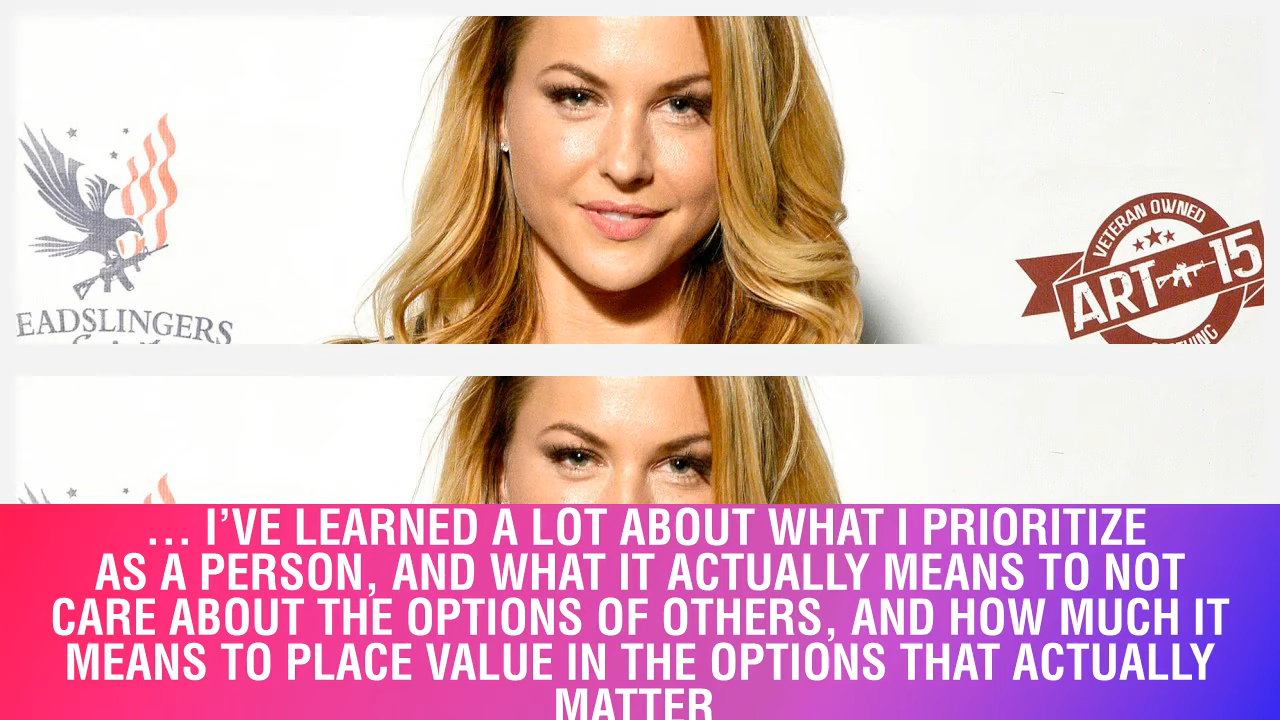 EADSLINGERS
VETERAN OWNED
ART 15
… I’VE LEARNED A LOT ABOUT WHAT I PRIORITIZE
AS A PERSON, AND WHAT IT ACTUALLY MEANS TO NOT
CARE ABOUT THE OPTIONS OF OTHERS, AND HOW MUCH IT
MEANS TO PLACE VALUE IN THE OPTIONS THAT ACTUALLY
MATTER